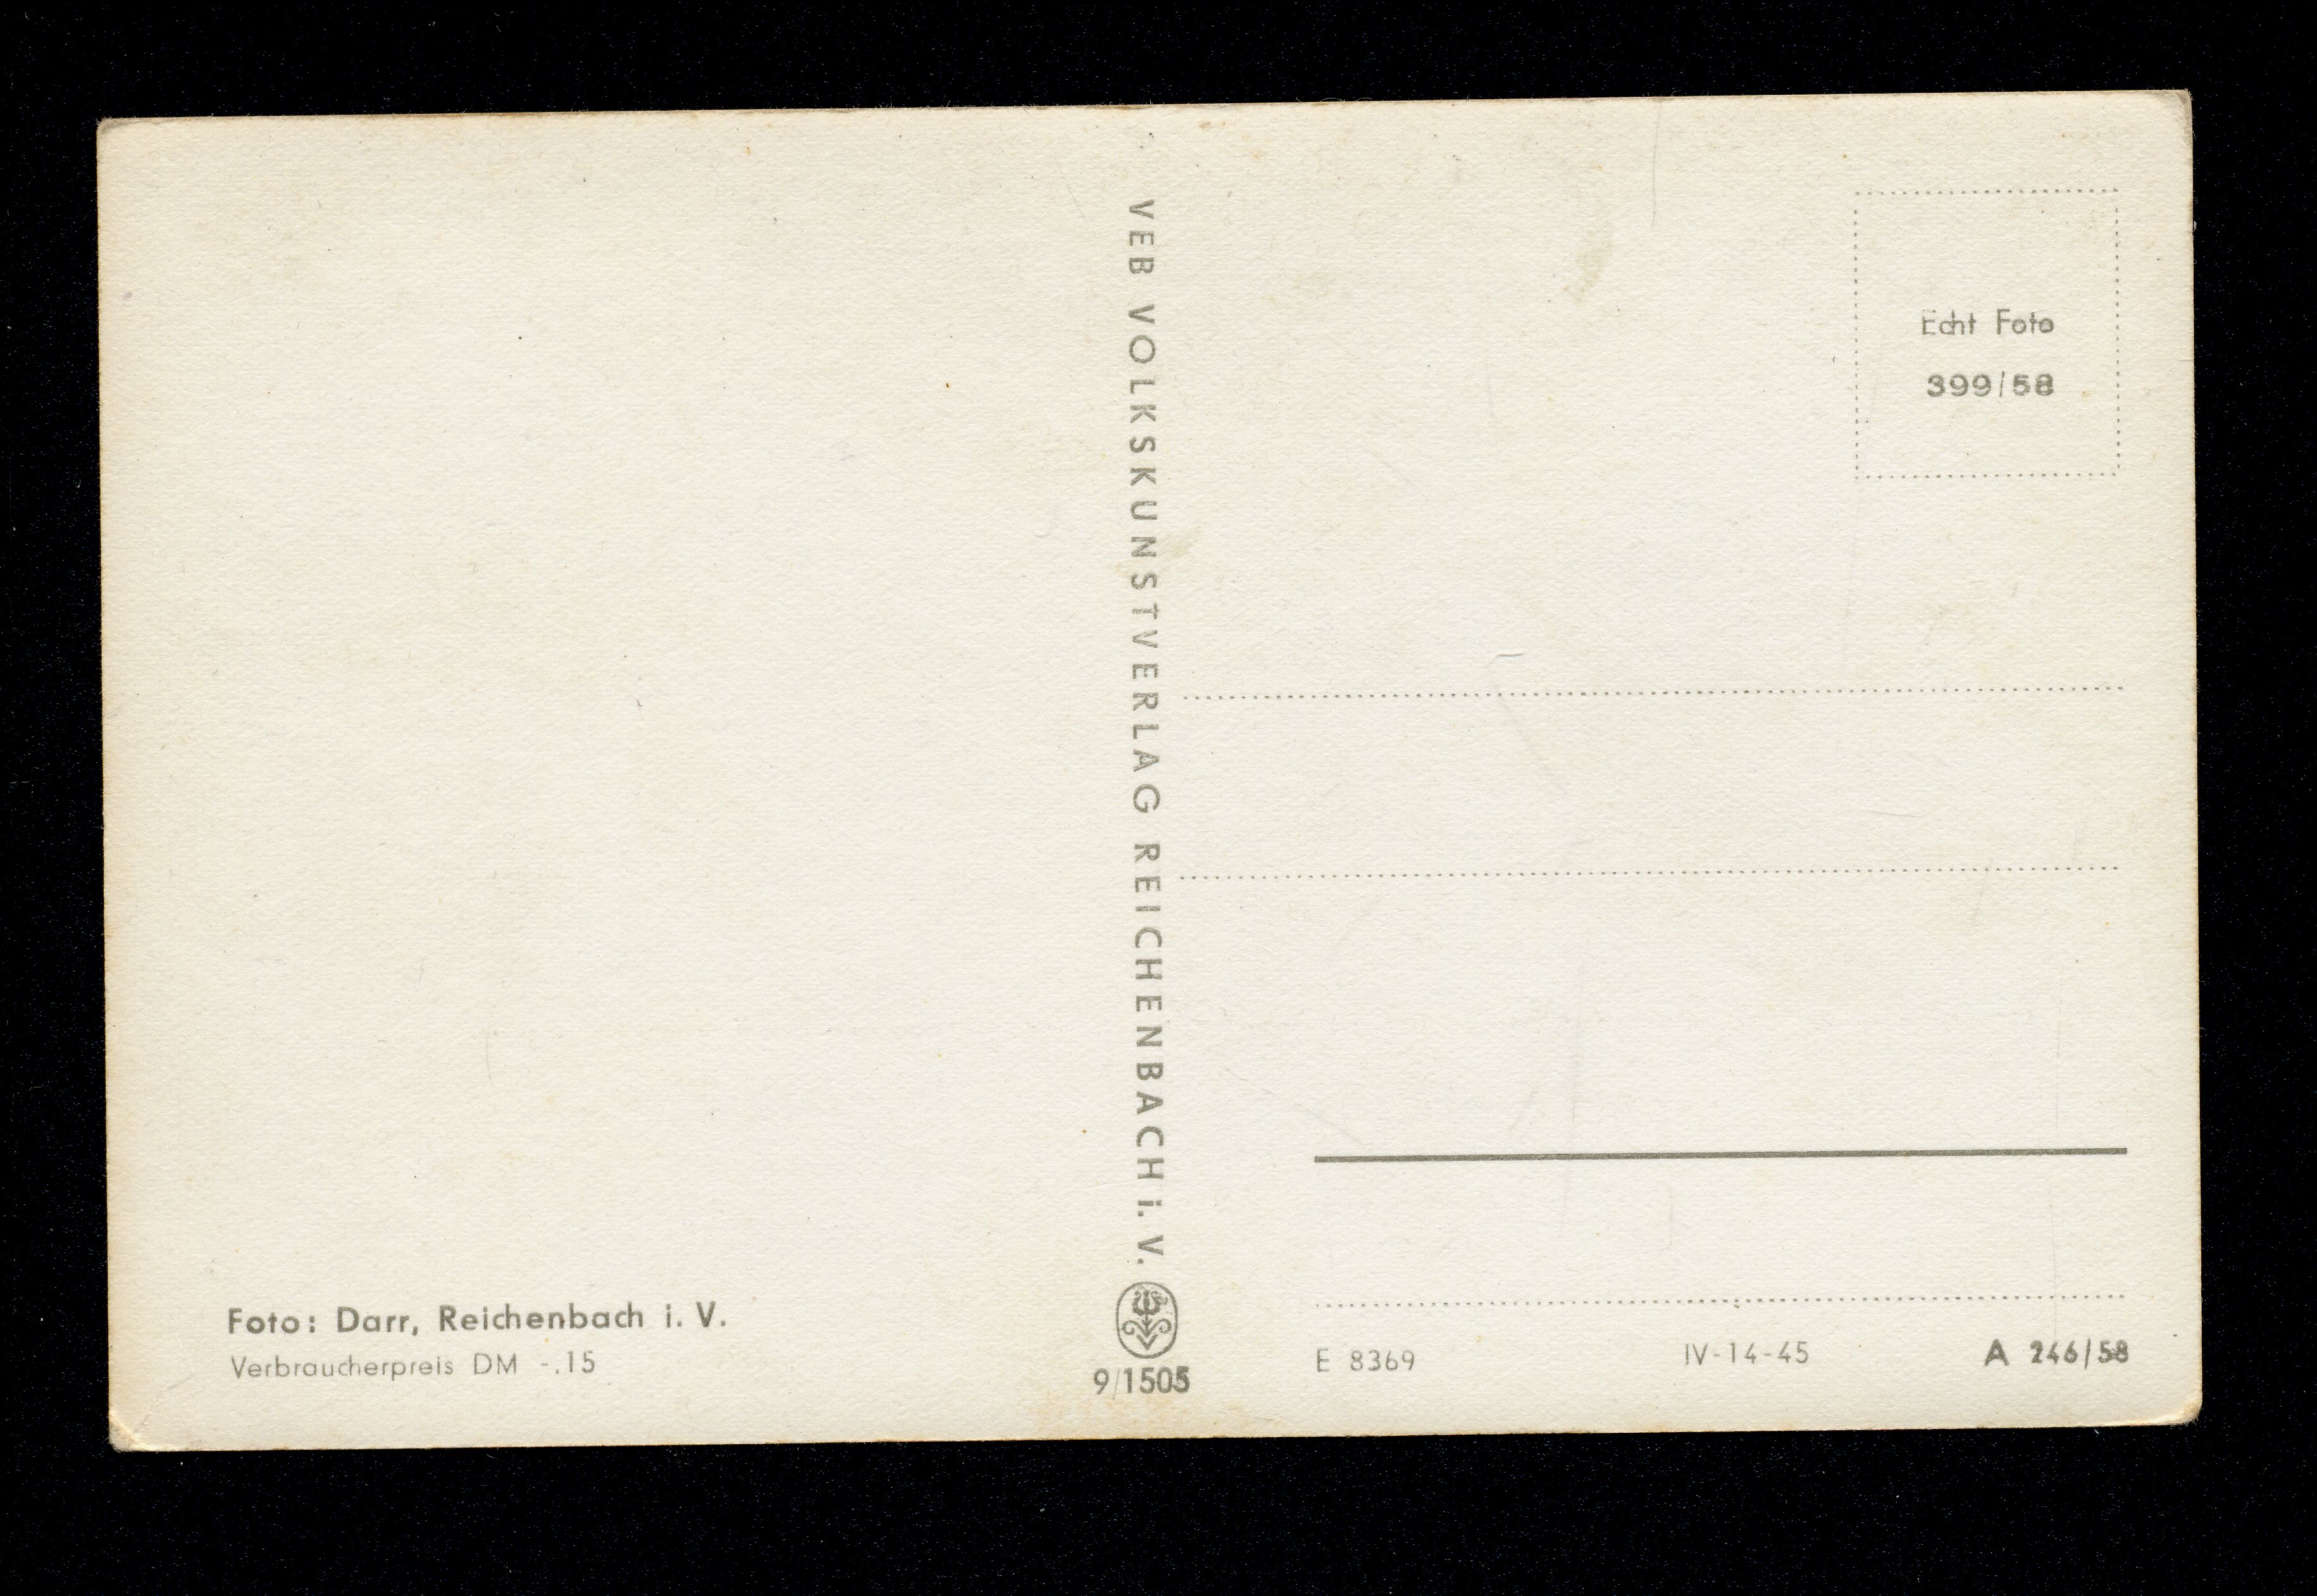 VEB VOLKSKUNSTVERLAG REICHENBACH i. V.
Echt Foto
399/58
Foto: Darr, Reichenbach i. V.
Verbraucherpreis DM -.15
9/1505
E 8369
IV-14-45
A 246/58